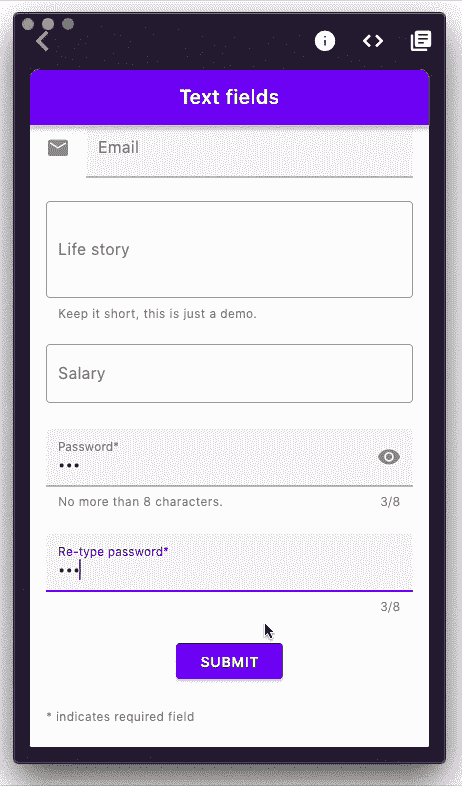 Text fields
Email
Life story
Keep it short, this is just a demo.
Salary
Password*
•••
No more than 8 characters.
3/8
Re-type password*
•••
3/8
SUBMIT
* indicates required field